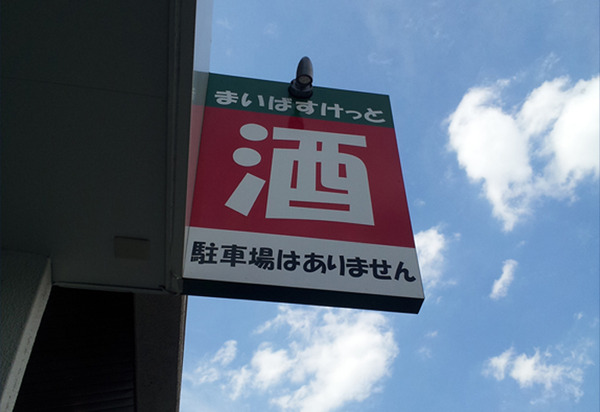 まいばすけっと
酒
駐車場はありません